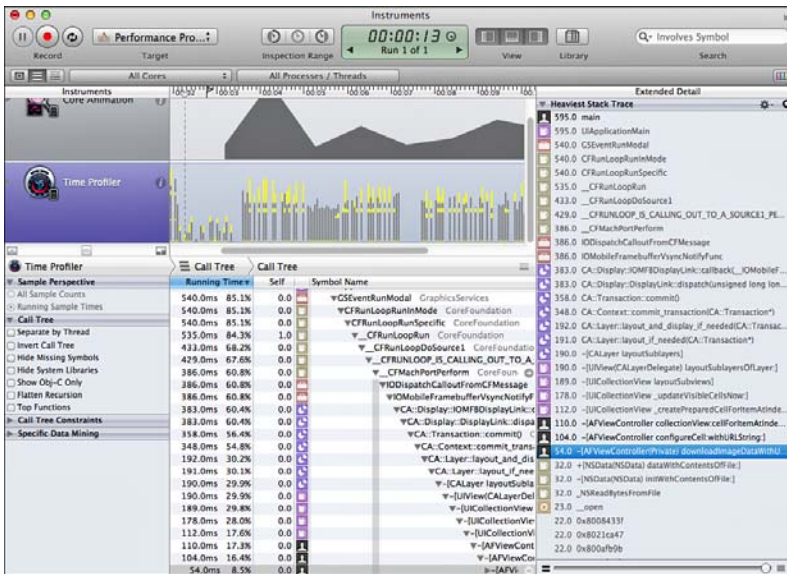 Instruments
Performance Pro...
00:00:13
Run 1 of 1
Involves Symbol
Record
Target
Inspection Range
View
Library
Search
All Cores
All Processes / Threads
Instruments
00:02
00:03
00:04
00:05
00:06
00:07
00:08
00:09
Extended Detail
Core Animation
Time Profiler
Heaviest Stack Trace
595.0 main
595.0 UIApplicationMain
540.0 GSEventRunModal
540.0 CFRunLoopRunInMode
540.0 CFRunLoopRunSpecific
535.0 __CFRunLoopRun
433.0 __CFRunLoopDoSource1
429.0 __CFRUNLOOP_IS_CALLING_OUT_TO_A_SOURCE1_PE...
386.0 __CFMachPortPerform
386.0 IODispatchCalloutFromCFMessage
386.0 IOMobileFramebufferVsyncNotifyFunc
383.0 CA::Display::IOMFBDisplayLink::callback(__IOMobileF...
383.0 CA::Display::DisplayLink::dispatch(unsigned long lon...
358.0 CA::Transaction::commit()
348.0 CA::Context::commit_transaction(CA::Transaction*)
192.0 CA::Layer::layout_and_display_if_needed(CA::Transac...
191.0 CA::Layer::layout_if_needed(CA::Transaction*)
190.0 -[CALayer layoutSublayers]
190.0 -[UIView(CALayerDelegate) layoutSublayersOfLayer:]
189.0 -[UICollectionView layoutSubviews]
178.0 -[UICollectionView _updateVisibleCellsNow:]
112.0 -[UICollectionView _createPreparedCellForItemAtInde...
110.0 -[AFViewController collectionView:cellForItemAtInde...
104.0 -[AFViewController configureCell:withURLString:]
54.0 -[AFViewController(Private) downloadImageDataWithU...
32.0 +[NSData(NSData) dataWithContentsOfFile:]
32.0 -[NSData(NSData) initWithContentsOfFile:]
32.0 _NSReadBytesFromFile
23.0 __open
22.0 0x8008433f
22.0 0x8021ca47
22.0 0x800afb9b
Time Profiler
Call Tree
Call Tree
Sample Perspective
All Sample Counts
Running Sample Times
Call Tree
Separate by Thread
Invert Call Tree
Hide Missing Symbols
Hide System Libraries
Show Obj-C Only
Flatten Recursion
Top Functions
Call Tree Constraints
Specific Data Mining
Running Time Self Symbol Name
540.0ms 85.1% 0.0 GSEventRunModal GraphicsServices
540.0ms 85.1% 0.0 CFRunLoopRunInMode CoreFoundation
540.0ms 85.1% 0.0 CFRunLoopRunSpecific CoreFoundation
535.0ms 84.3% 1.0 __CFRunLoopRun CoreFoundation
433.0ms 68.2% 0.0 __CFRunLoopDoSource1 CoreFoundatio
429.0ms 67.6% 0.0 __CFRUNLOOP_IS_CALLING_OUT_TO_A_
386.0ms 60.8% 0.0 __CFMachPortPerform CoreFoun
386.0ms 60.8% 0.0 IODispatchCalloutFromCFMessage
386.0ms 60.8% 0.0 IOMobileFramebufferVsyncNotifyF
383.0ms 60.4% 0.0 CA::Display::IOMFBDisplayLink::c
383.0ms 60.4% 0.0 CA::Display::DisplayLink::dispa
358.0ms 56.4% 0.0 CA::Transaction::commit()
348.0ms 54.8% 0.0 CA::Context::commit_trans
192.0ms 30.2% 0.0 CA::Layer::layout_and_dis
191.0ms 30.1% 0.0 CA::Layer::layout_if_nee
190.0ms 29.9% 0.0 -[CALayer layoutSubla
190.0ms 29.9% 0.0 -[UIView(CALayerDel
189.0ms 29.8% 0.0 -[UICollectionView
178.0ms 28.0% 0.0 -[UICollectionVie
112.0ms 17.6% 0.0 -[UICollectionVi
110.0ms 17.3% 0.0 -[AFViewCont
104.0ms 16.4% 0.0 -[AFViewCo
54.0ms 8.5% 0.0 -[AFVi